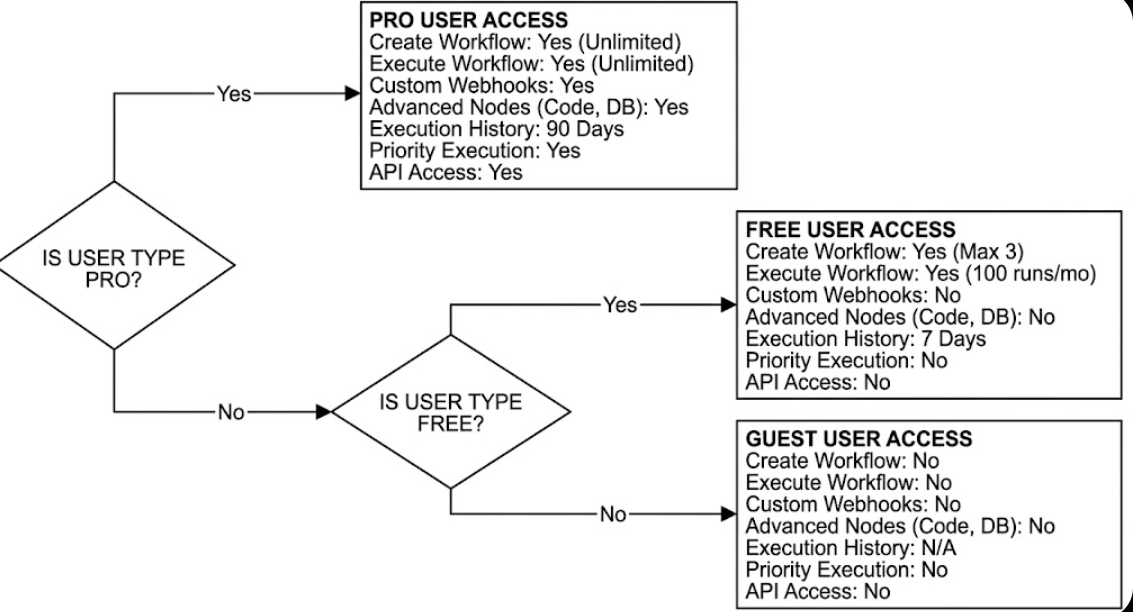 PRO USER ACCESS
Create Workflow: Yes (Unlimited)
Execute Workflow: Yes (Unlimited)
Custom Webhooks: Yes
Advanced Nodes (Code, DB): Yes
Execution History: 90 Days
Priority Execution: Yes
API Access: Yes
Yes
IS USER TYPE
PRO?
No
IS USER TYPE
FREE?
Yes
FREE USER ACCESS
Create Workflow: Yes (Max 3)
Execute Workflow: Yes (100 runs/mo)
Custom Webhooks: No
Advanced Nodes (Code, DB): No
Execution History: 7 Days
Priority Execution: No
API Access: No
No
GUEST USER ACCESS
Create Workflow: No
Execute Workflow: No
Custom Webhooks: No
Advanced Nodes (Code, DB): No
Execution History: N/A
Priority Execution: No
API Access: No